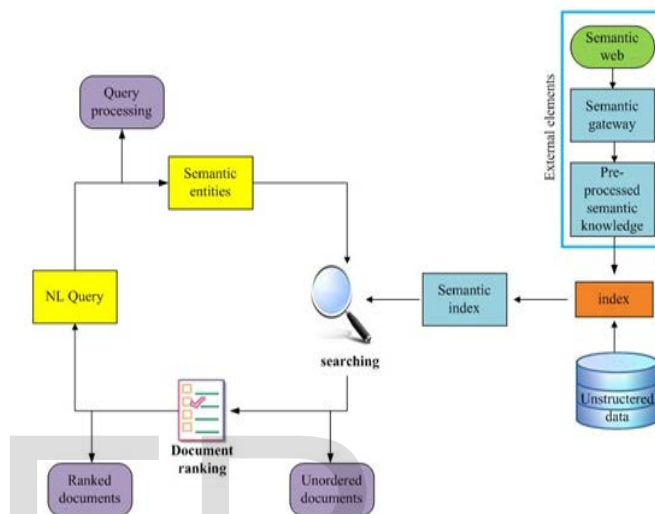 Semantic
web
Semantic
gateway
Pre-
processed
semantic
knowledge
External elements
Query
processing
Semantic
entities
NL Query
searching
Semantic
index
index
Unstructered
data
Document
ranking
Ranked
documents
Unordered
documents